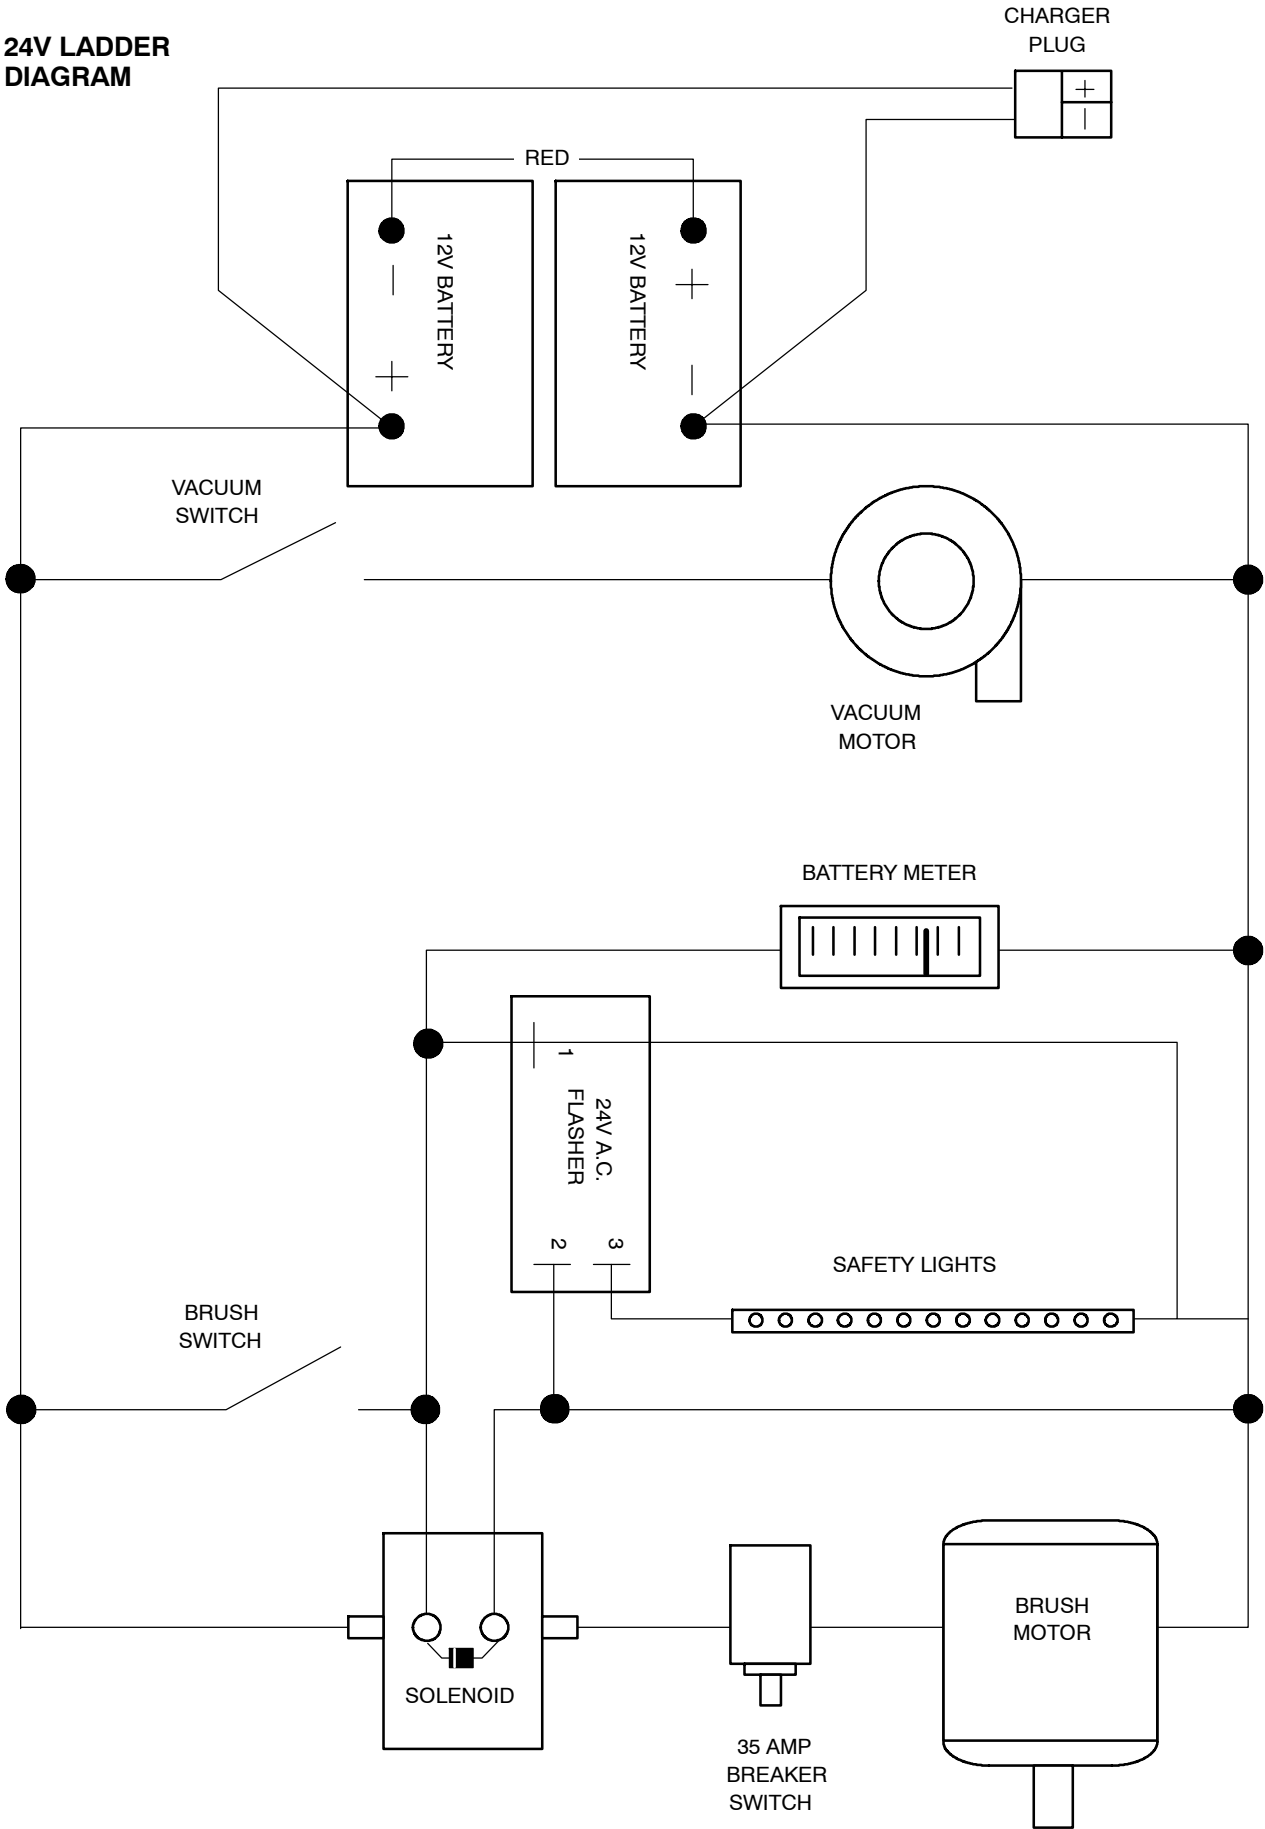 24V LADDER
DIAGRAM
CHARGER
PLUG
+
–
RED
12V BATTERY
–
+
12V BATTERY
+
–
VACUUM
SWITCH
VACUUM
MOTOR
BATTERY METER
1
24V A.C.
FLASHER
2
3
SAFETY LIGHTS
BRUSH
SWITCH
SOLENOID
35 AMP
BREAKER
SWITCH
BRUSH
MOTOR